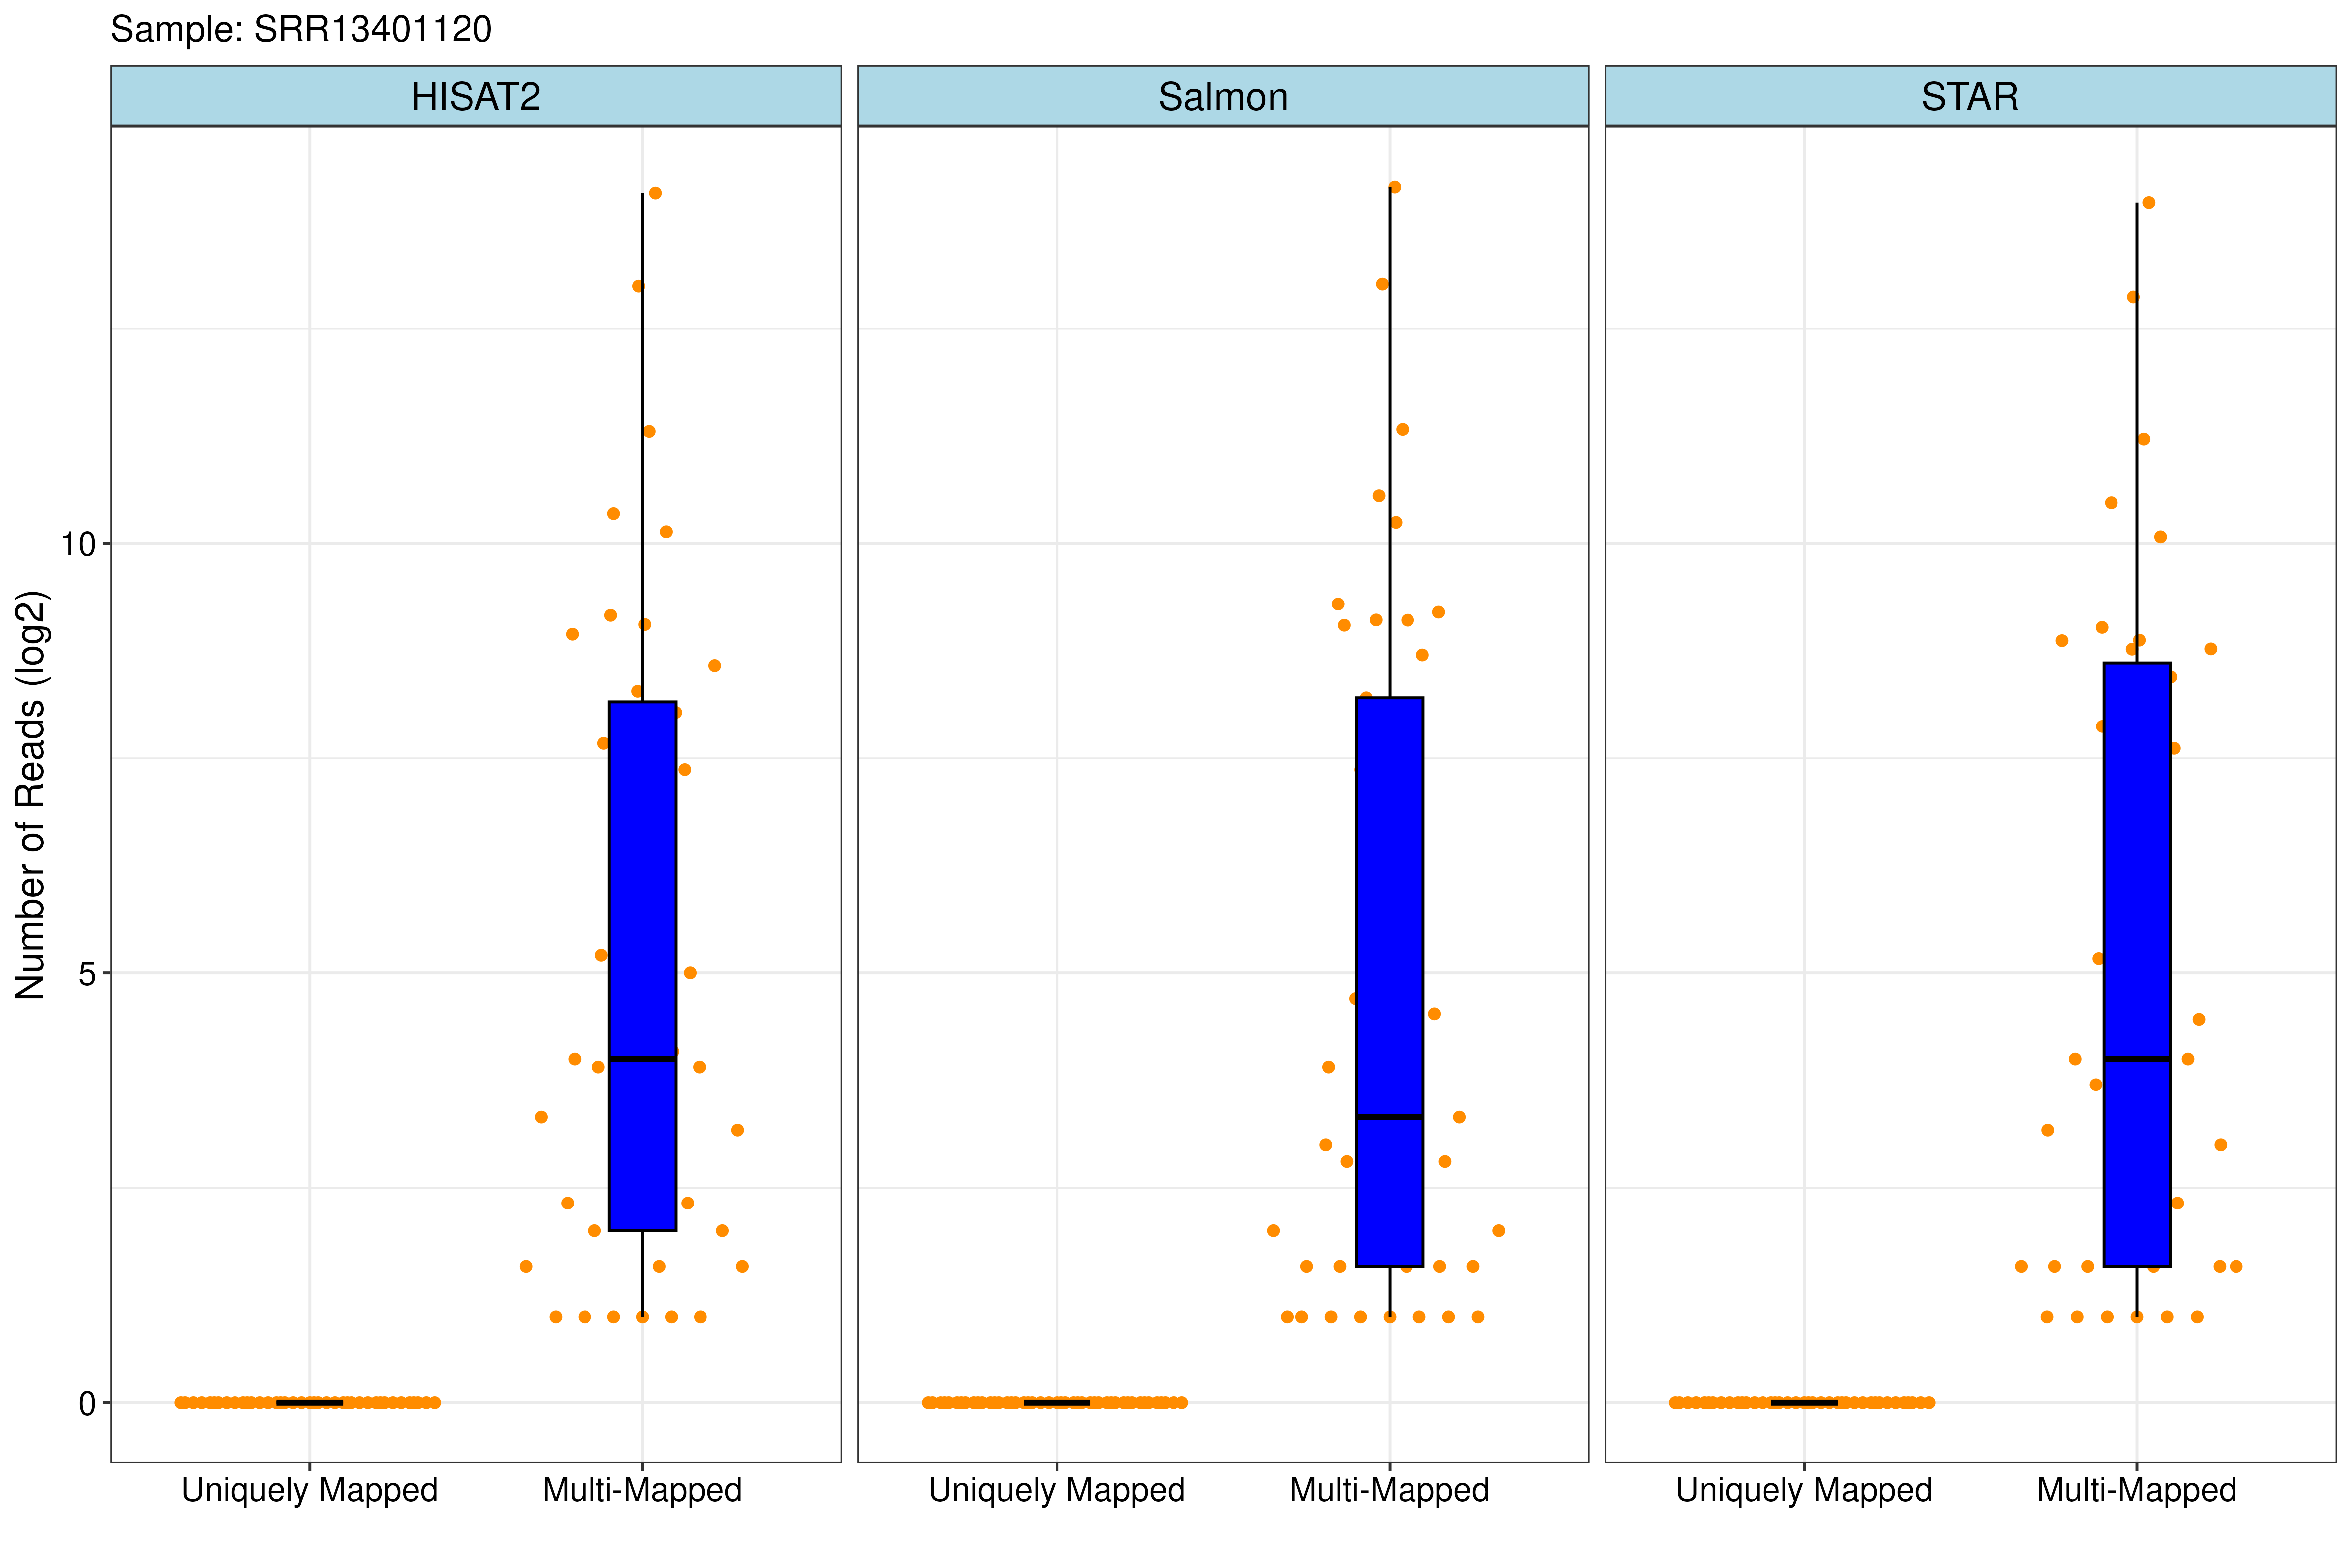 Sample: SRR13401120
HISAT2
Salmon
STAR
Number of Reads (log2)
10
5
0
Uniquely Mapped
Multi-Mapped
Uniquely Mapped
Multi-Mapped
Uniquely Mapped
Multi-Mapped